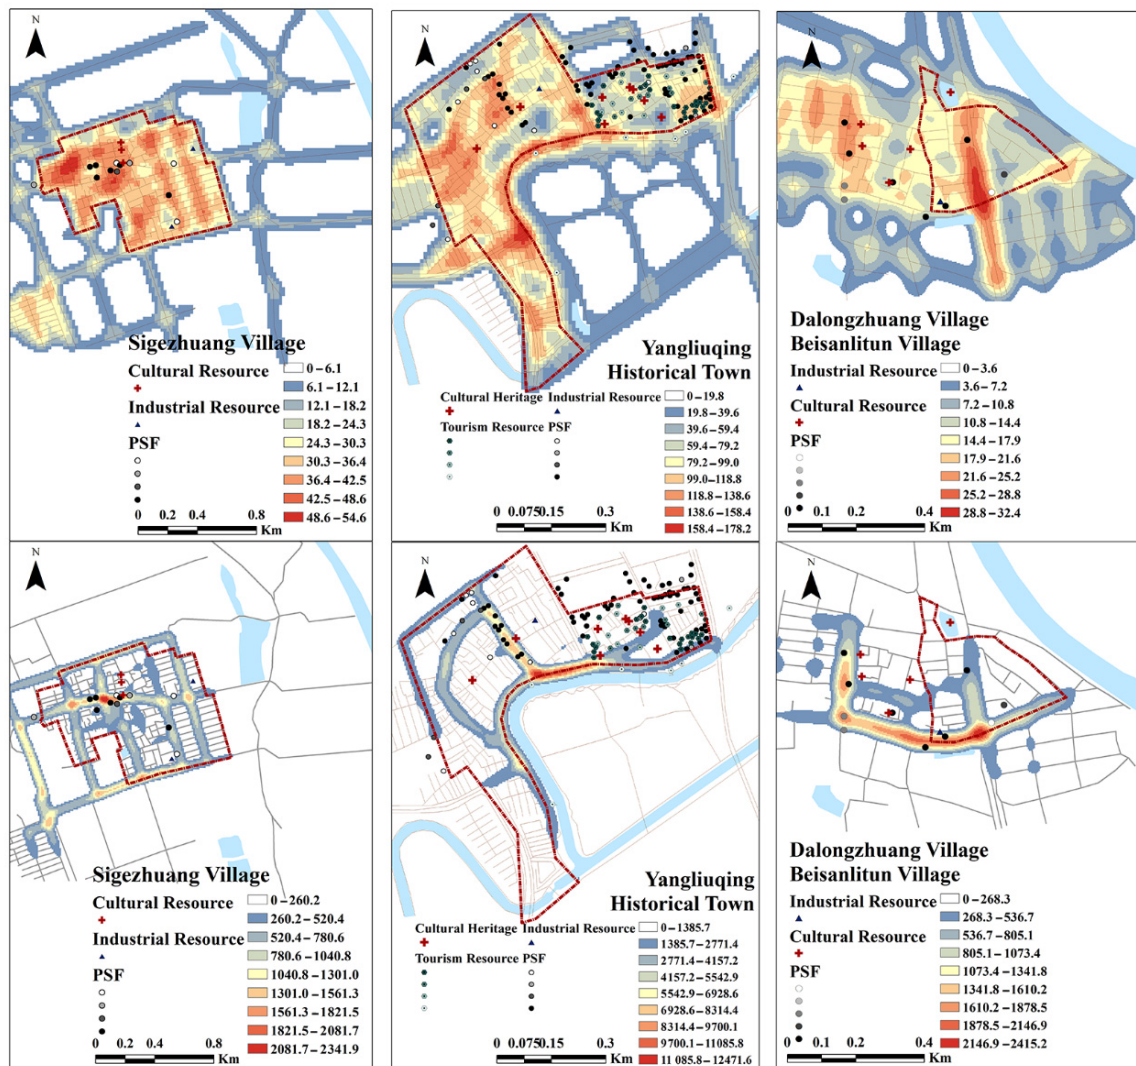 N
Sigezhuang Village
Cultural Resource
Industrial Resource
PSF
0–6.1
6.1–12.1
12.1–18.2
18.2–24.3
24.3–30.3
30.3–36.4
36.4–42.5
42.5–48.6
48.6–54.6
0 0.2 0.4 0.8
Km
N
Yangliuqing
Historical Town
Cultural Heritage Industrial Resource
Tourism Resource PSF
0–19.8
19.8–39.6
39.6–59.4
59.4–79.2
79.2–99.0
99.0–118.8
118.8–138.6
138.6–158.4
158.4–178.2
0 0.075 0.15 0.3
Km
N
Dalongzhuang Village
Beisanlitun Village
Industrial Resource
Cultural Resource
PSF
0–3.6
3.6–7.2
7.2–10.8
10.8–14.4
14.4–17.9
17.9–21.6
21.6–25.2
25.2–28.8
28.8–32.4
0 0.2 0.4
Km
N
Sigezhuang Village
Cultural Resource
Industrial Resource
PSF
0–260.2
260.2–520.4
520.4–780.6
780.6–1040.8
1040.8–1301.0
1301.0–1561.3
1561.3–1821.5
1821.5–2081.7
2081.7–2341.9
0 0.2 0.4 0.8
Km
N
Yangliuqing
Historical Town
Cultural Heritage Industrial Resource
Tourism Resource PSF
0–1385.7
1385.7–2771.4
2771.4–4157.2
4157.2–5542.9
5542.9–6928.6
6928.6–8314.4
8314.4–9700.1
9700.1–11085.8
11 085.8–12471.6
0 0.075 0.15 0.3
Km
N
Dalongzhuang Village
Beisanlitun Village
Industrial Resource
Cultural Resource
PSF
0–268.3
268.3–536.7
536.7–805.1
805.1–1073.4
1073.4–1341.8
1341.8–1610.2
1610.2–1878.5
1878.5–2146.9
2146.9–2415.2
0 0.2 0.4
Km